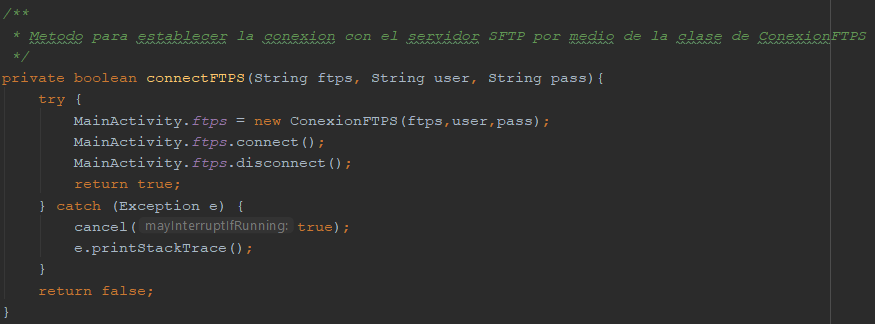 /**
 * Metodo para establecer la conexion con el servidor SFTP por medio de la clase de ConexionFTPS
 */
private boolean connectFTPS(String ftps, String user, String pass){
    try {
        MainActivity.ftps = new ConexionFTPS(ftps,user,pass);
        MainActivity.ftps.connect();
        MainActivity.ftps.disconnect();
        return true;
    } catch (Exception e) {
        cancel( mayInterruptIfRunning: true);
        e.printStackTrace();
    }
    return false;
}